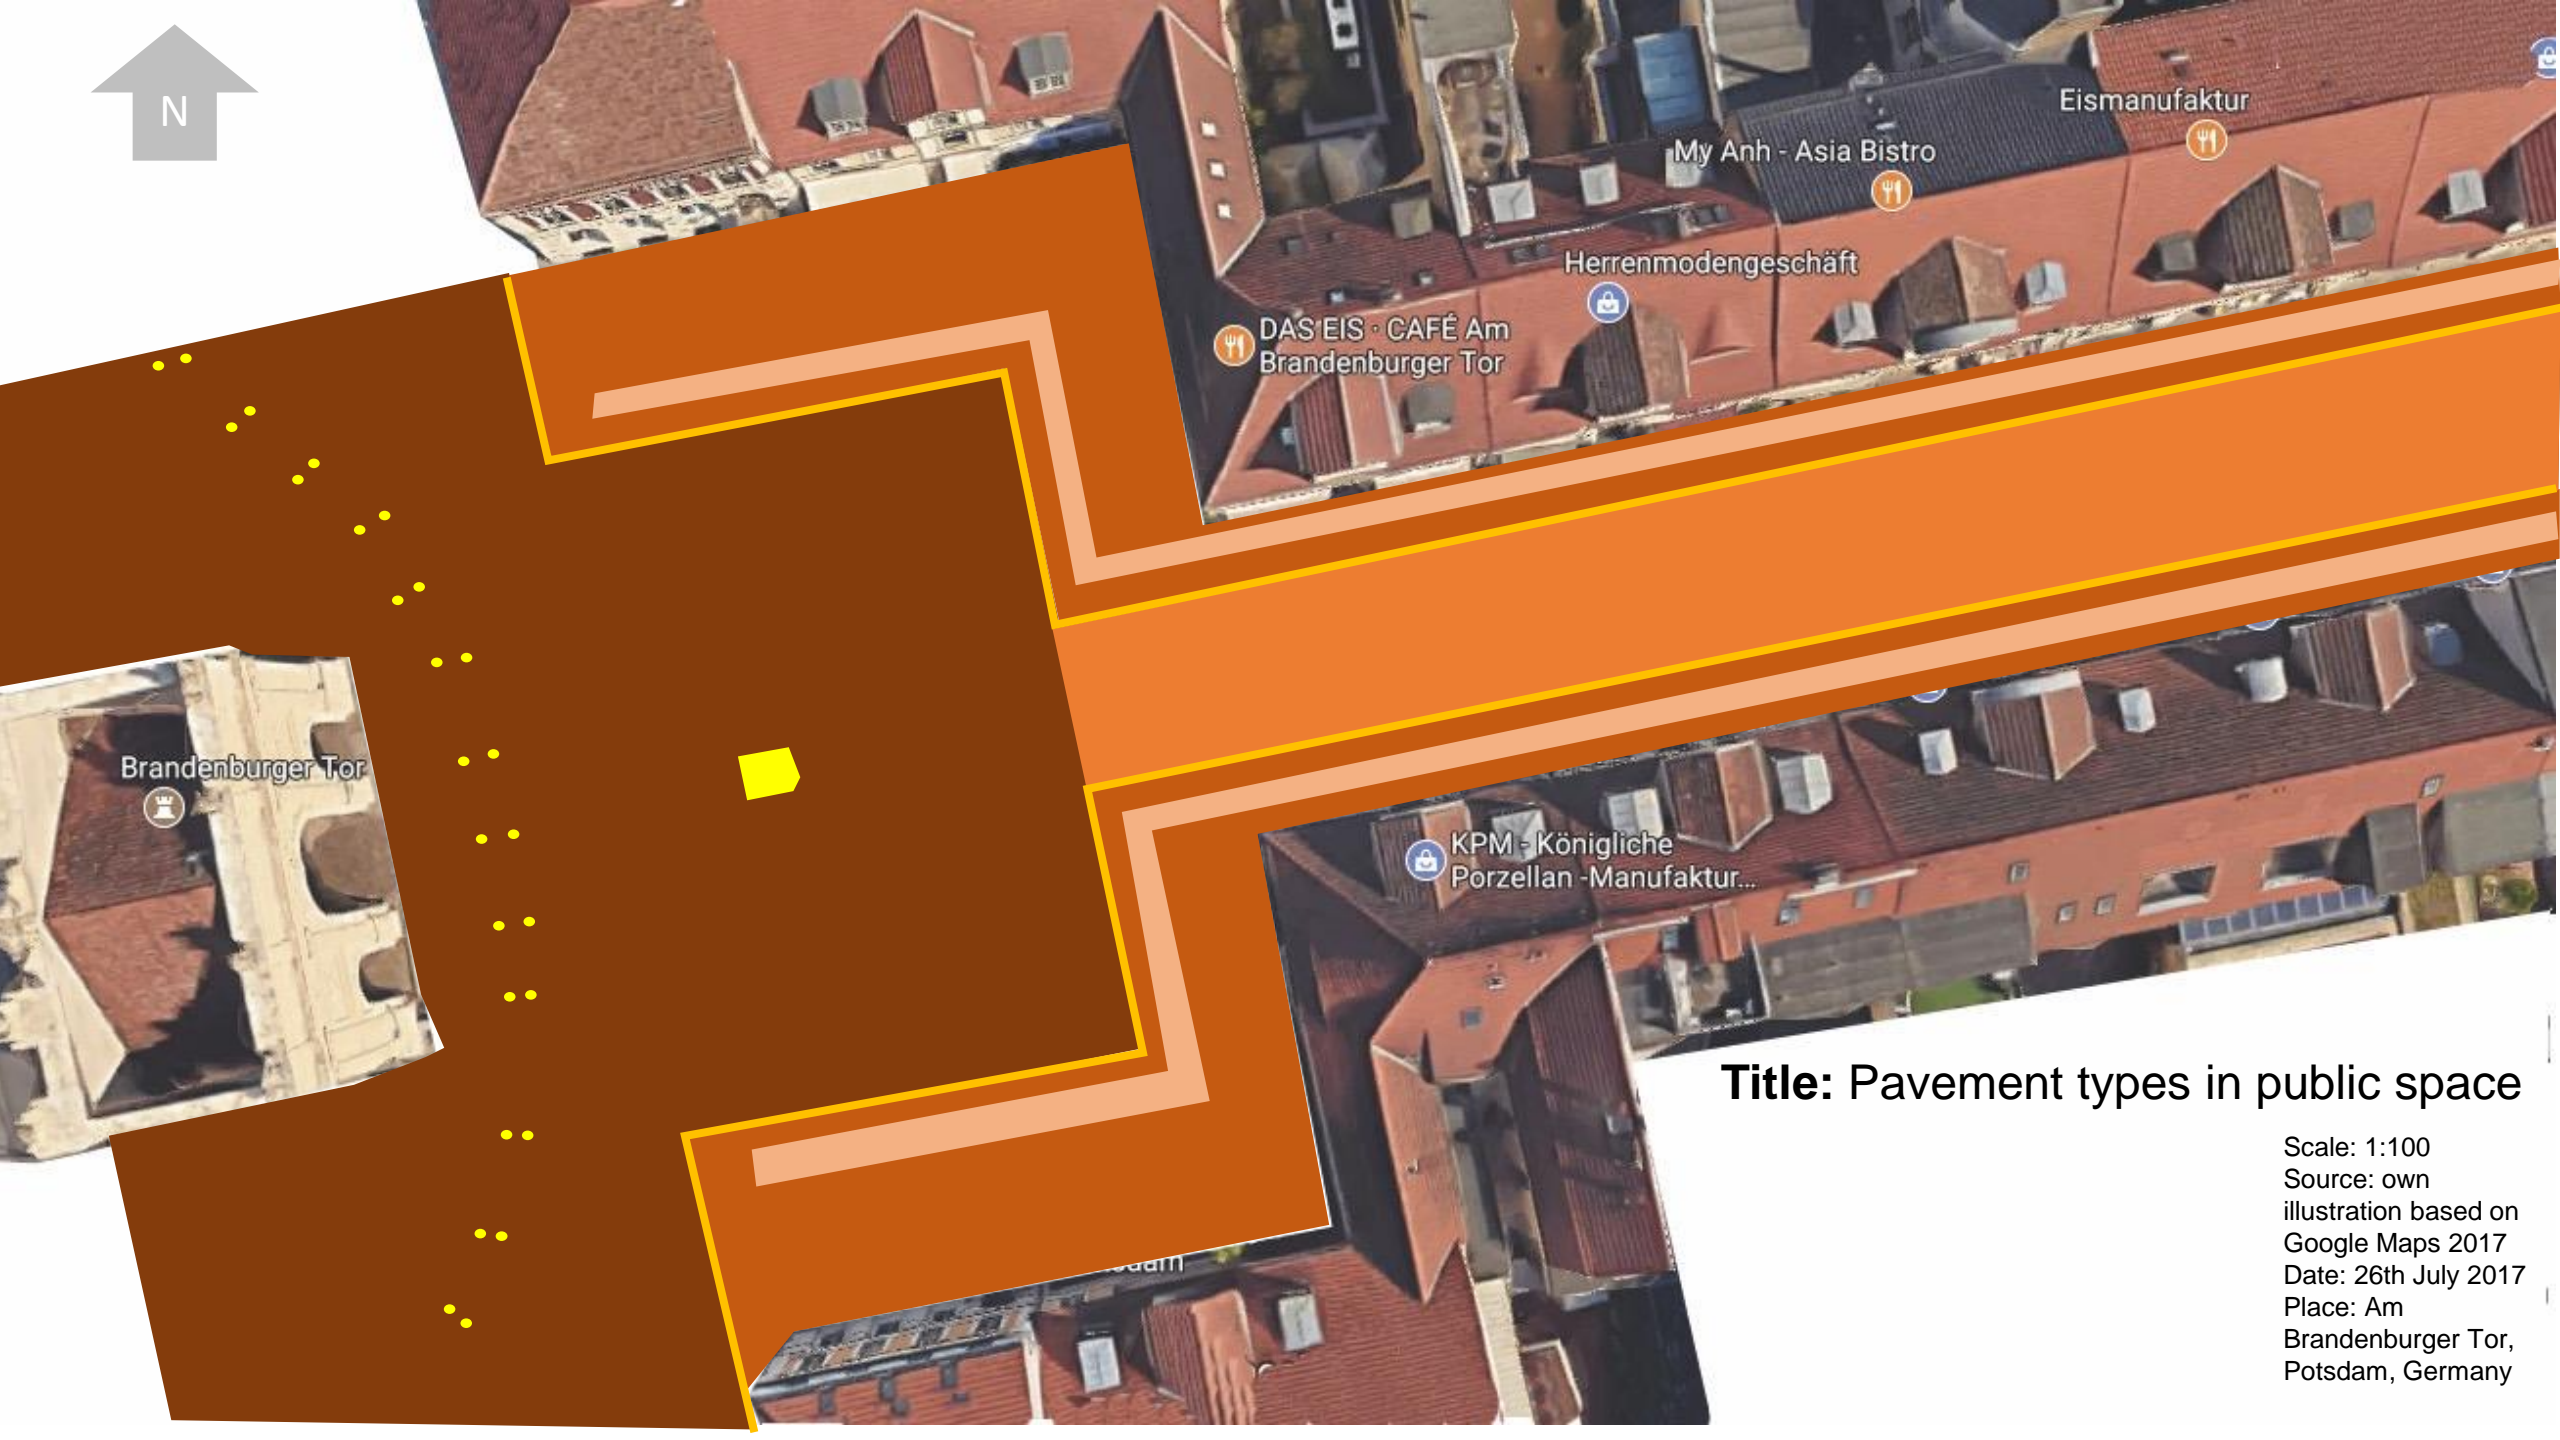 N
Eismanufaktur
My Anh - Asia Bistro
Herrenmodengeschäft
DAS EIS · CAFÉ Am
Brandenburger Tor
Brandenburger Tor
KPM - Königliche
Porzellan -Manufaktur...
Title: Pavement types in public space
Scale: 1:100
Source: own
illustration based on
Google Maps 2017
Date: 26th July 2017
Place: Am
Brandenburger Tor,
Potsdam, Germany